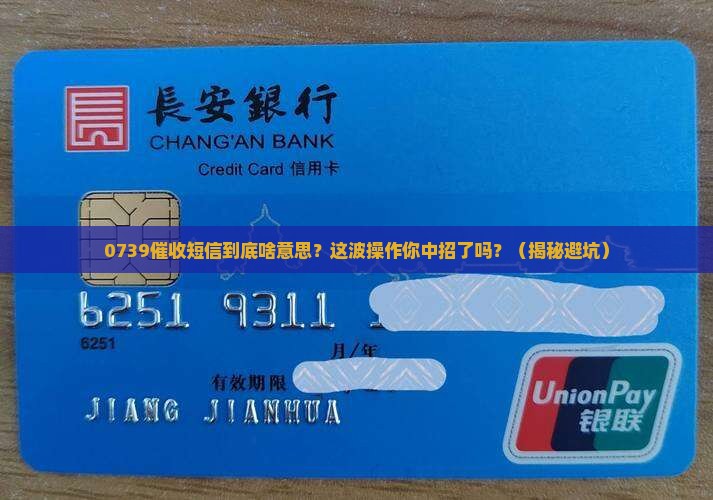 長安銀行
CHANG'AN BANK
Credit Card 信用卡
0739催收短信到底啥意思？这波操作你中招了吗？（揭秘避坑）
6251 9311
6251
月/年
有效期限
JIANG JIANHUA
UnionPay
银联